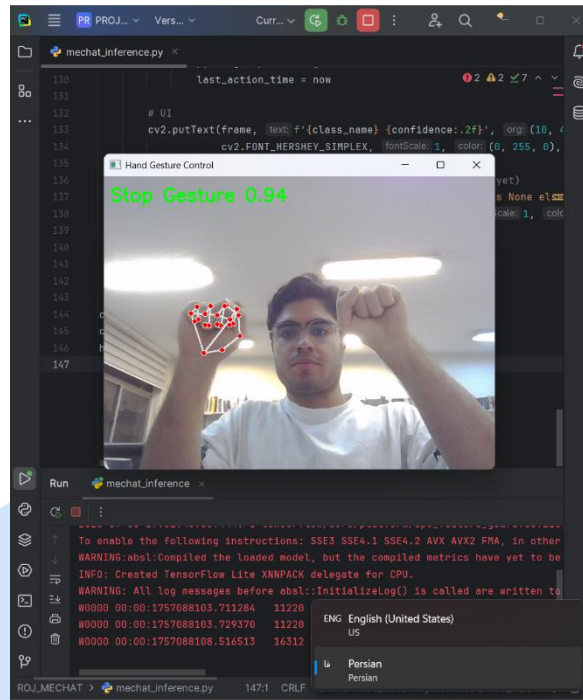 PR PROJ... Vers... Curr...
mechat_inference.py
130 last_action_time = now 2 2 7
131
132 # UI
133 cv2.putText(frame, text: f'{class_name} {confidence:.2f}', org: (10, 4
134 cv2.FONT_HERSHEY_SIMPLEX, fontScale: 1, color: (0, 255, 0),
135
Hand Gesture Control
136 yet)
Stop Gesture 0.94
137 s None else
138 Scale: 1, colo
139
140
141
142
143
144
145
146
147
Run mechat_inference
To enable the following instructions: SSE3 SSE4.1 SSE4.2 AVX AVX2 FMA, in other
WARNING:absl:Compiled the loaded model, but the compiled metrics have yet to be
INFO: Created TensorFlow Lite XNNPACK delegate for CPU.
WARNING: All log messages before absl::InitializeLog() is called are written to
W0000 00:00:1757088103.711284 11220
W0000 00:00:1757088103.729370 11220
W0000 00:00:1757088108.516513 16312
ENG English (United States)
US
فا Persian
Persian
ROJ_MECHAT > mechat_inference.py 147:1 CRLF